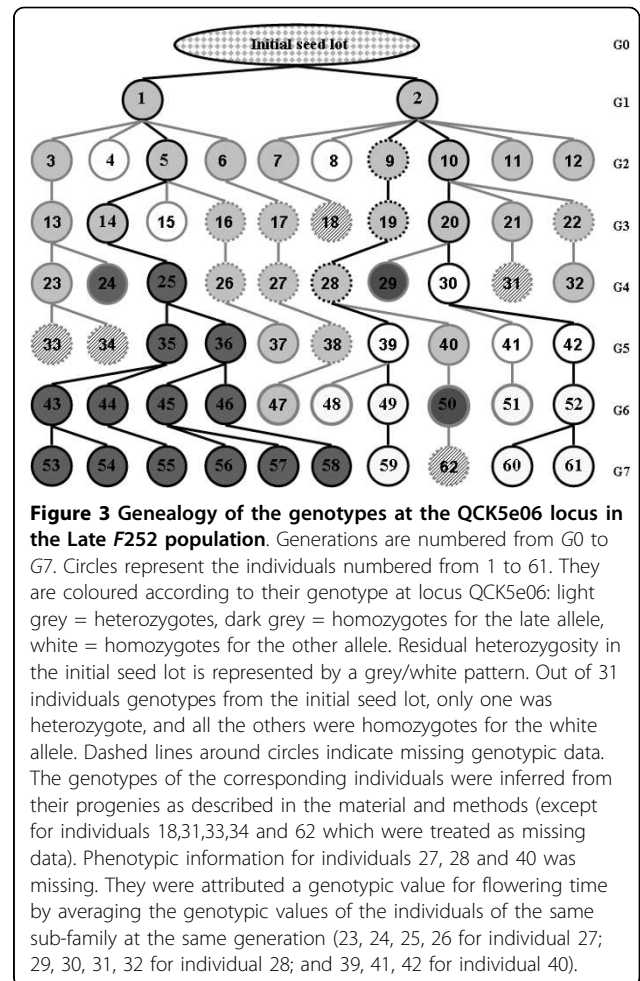 Initial seed lot G0
1 2 G1
3 4 5 6 7 8 9 10 11 12 G2
13 14 15 16 17 18 19 20 21 22 G3
23 24 25 26 27 28 29 30 31 32 G4
33 34 35 36 37 38 39 40 41 42 G5
43 44 45 46 47 48 49 50 51 52 G6
53 54 55 56 57 58 59 62 60 61 G7
Figure 3 Genealogy of the genotypes at the QCK5e06 locus in
the Late F252 population. Generations are numbered from G0 to
G7. Circles represent the individuals numbered from 1 to 61. They
are coloured according to their genotype at locus QCK5e06: light
grey = heterozygotes, dark grey = homozygotes for the late allele,
white = homozygotes for the other allele. Residual heterozygosity in
the initial seed lot is represented by a grey/white pattern. Out of 31
individuals genotypes from the initial seed lot, only one was
heterozygote, and all the others were homozygotes for the white
allele. Dashed lines around circles indicate missing genotypic data.
The genotypes of the corresponding individuals were inferred from
their progenies as described in the material and methods (except
for individuals 18,31,33,34 and 62 which were treated as missing
data). Phenotypic information for individuals 27, 28 and 40 was
missing. They were attributed a genotypic value for flowering time
by averaging the genotypic values of the individuals of the same
sub-family at the same generation (23, 24, 25, 26 for individual 27;
29, 30, 31, 32 for individual 28; and 39, 41, 42 for individual 40).